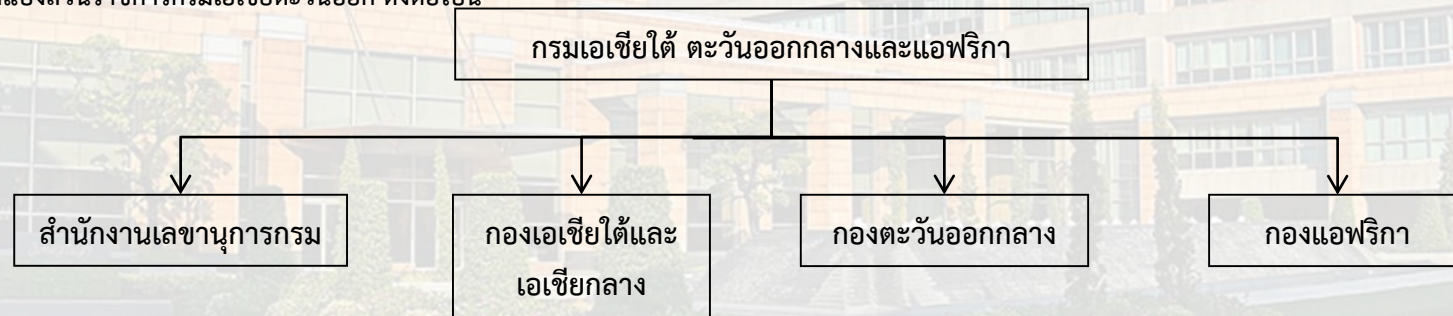 กรมเอเชียใต้ ตะวันออกกลางและแอฟริกา
สำนักงานเลขานุการกรม
กองเอเชียใต้และ
เอเชียกลาง
กองตะวันออกกลาง
กองแอฟริกา